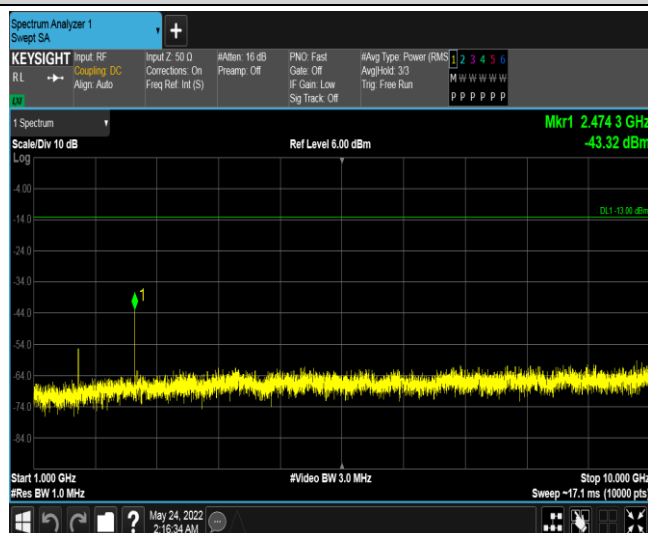 Spectrum Analyzer 1
Swept SA
+
KEYSIGHT Input: RF Input Z: 50 Ω #Atten: 16 dB PNO: Fast #Avg Type: Power (RMS 1 2 3 4 5 6
RL Coupling: DC Corrections: On Preamp: Off Gate: Off Avg|Hold: 3/3 M W W W W W
Align: Auto Freq Ref: Int (S) IF Gain: Low Trig: Free Run
Sig Track: Off P P P P P P
LXI
1 Spectrum Mkr1 2.474 3 GHz
Scale/Div 10 dB Ref Level 6.00 dBm -43.32 dBm
Log
-4.00
DL1 -13.00 dBm
-14.0
-24.0
-34.0
1
-44.0
-54.0
-64.0
-74.0
-84.0
Start 1.000 GHz #Video BW 3.0 MHz Stop 10.000 GHz
#Res BW 1.0 MHz Sweep ~17.1 ms (10000 pts)
? May 24, 2022
2:16:34 AM